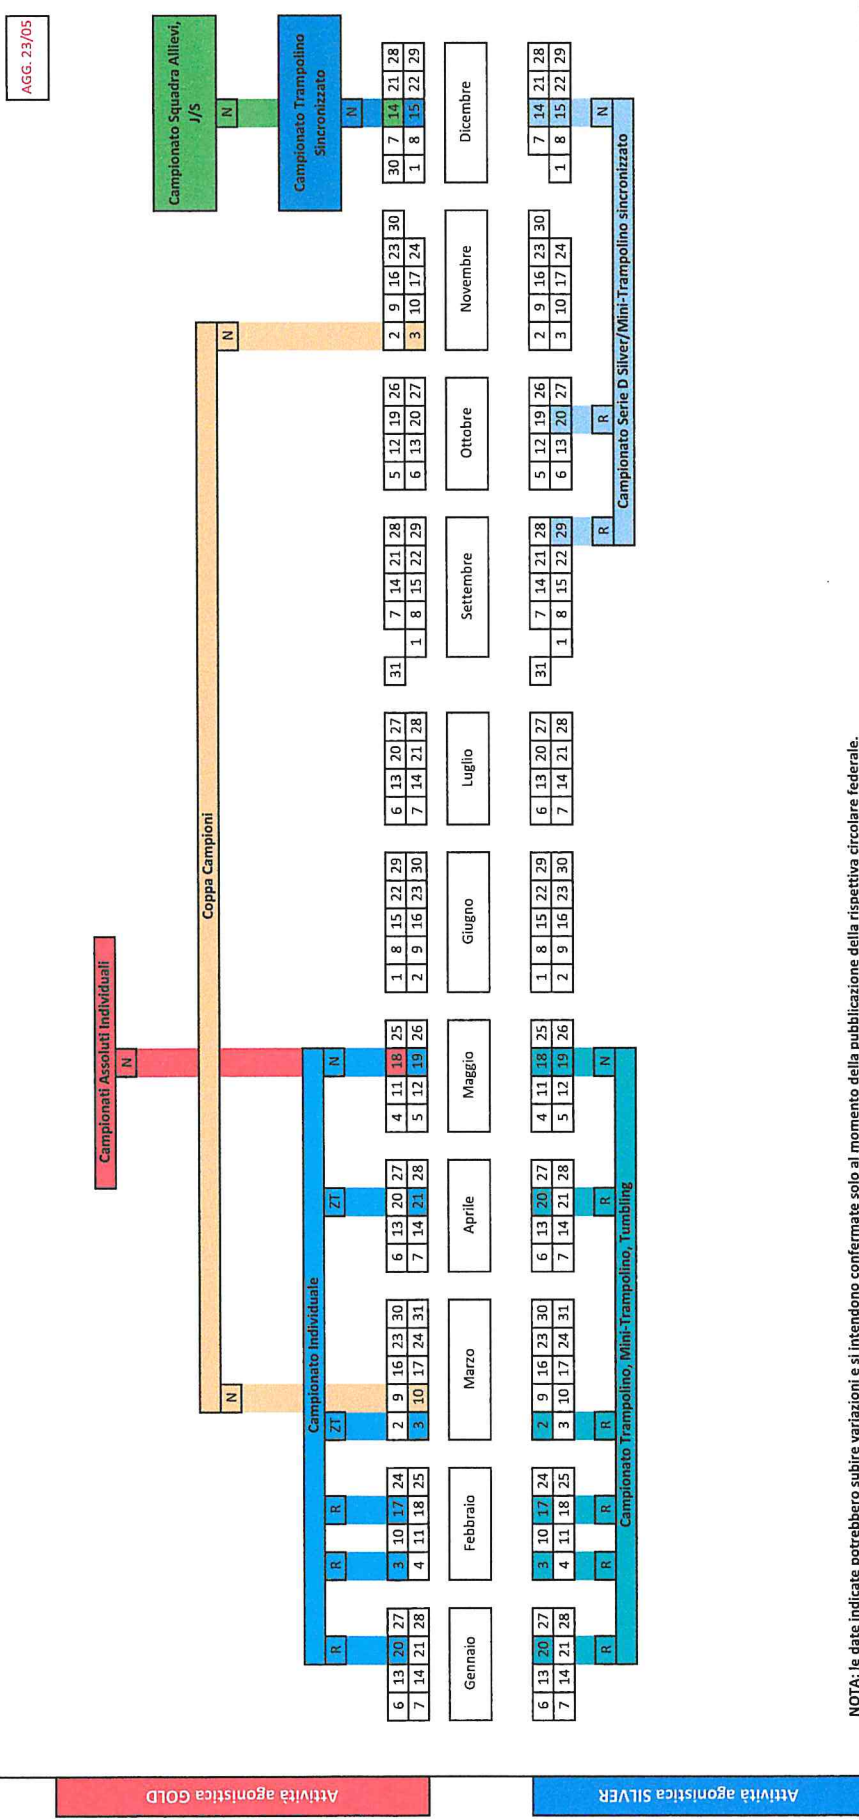 AGG. 23/05
Attività agonistica GOLD
Campionati Assoluti Individuali
N
Campionato Squadra Allievi,
J/S
N
Coppa Campioni
N N
Campionato Trampolino
Sincronizzato
N
Campionato Individuale
R R R ZT ZT N
6 13 20 27
7 14 21 28
Gennaio
3 10 17 24
4 11 18 25
Febbraio
2 9 16 23 30
3 10 17 24 31
Marzo
6 13 20 27
7 14 21 28
Aprile
4 11 18 25
5 12 19 26
Maggio
1 8 15 22 29
2 9 16 23 30
Giugno
6 13 20 27
7 14 21 28
Luglio
31 7 14 21 28
1 8 15 22 29
Settembre
5 12 19 26
6 13 20 27
Ottobre
2 9 16 23 30
3 10 17 24
Novembre
30 7 14 21 28
1 8 15 22 29
Dicembre
Attività agonistica SILVER
6 13 20 27
7 14 21 28
3 10 17 24
4 11 18 25
2 9 16 23 30
3 10 17 24 31
6 13 20 27
7 14 21 28
4 11 18 25
5 12 19 26
1 8 15 22 29
2 9 16 23 30
6 13 20 27
7 14 21 28
31 7 14 21 28
1 8 15 22 29
5 12 19 26
6 13 20 27
2 9 16 23 30
3 10 17 24
7 14 21 28
1 8 15 22 29
R R R R R N
Campionato Trampolino, Mini-Trampolino, Tumbling
R R N
Campionato Serie D Silver/Mini-Trampolino sincronizzato
NOTA: le date indicate potrebbero subire variazioni e si intendono confermate solo al momento della pubblicazione della rispettiva circolare federale.